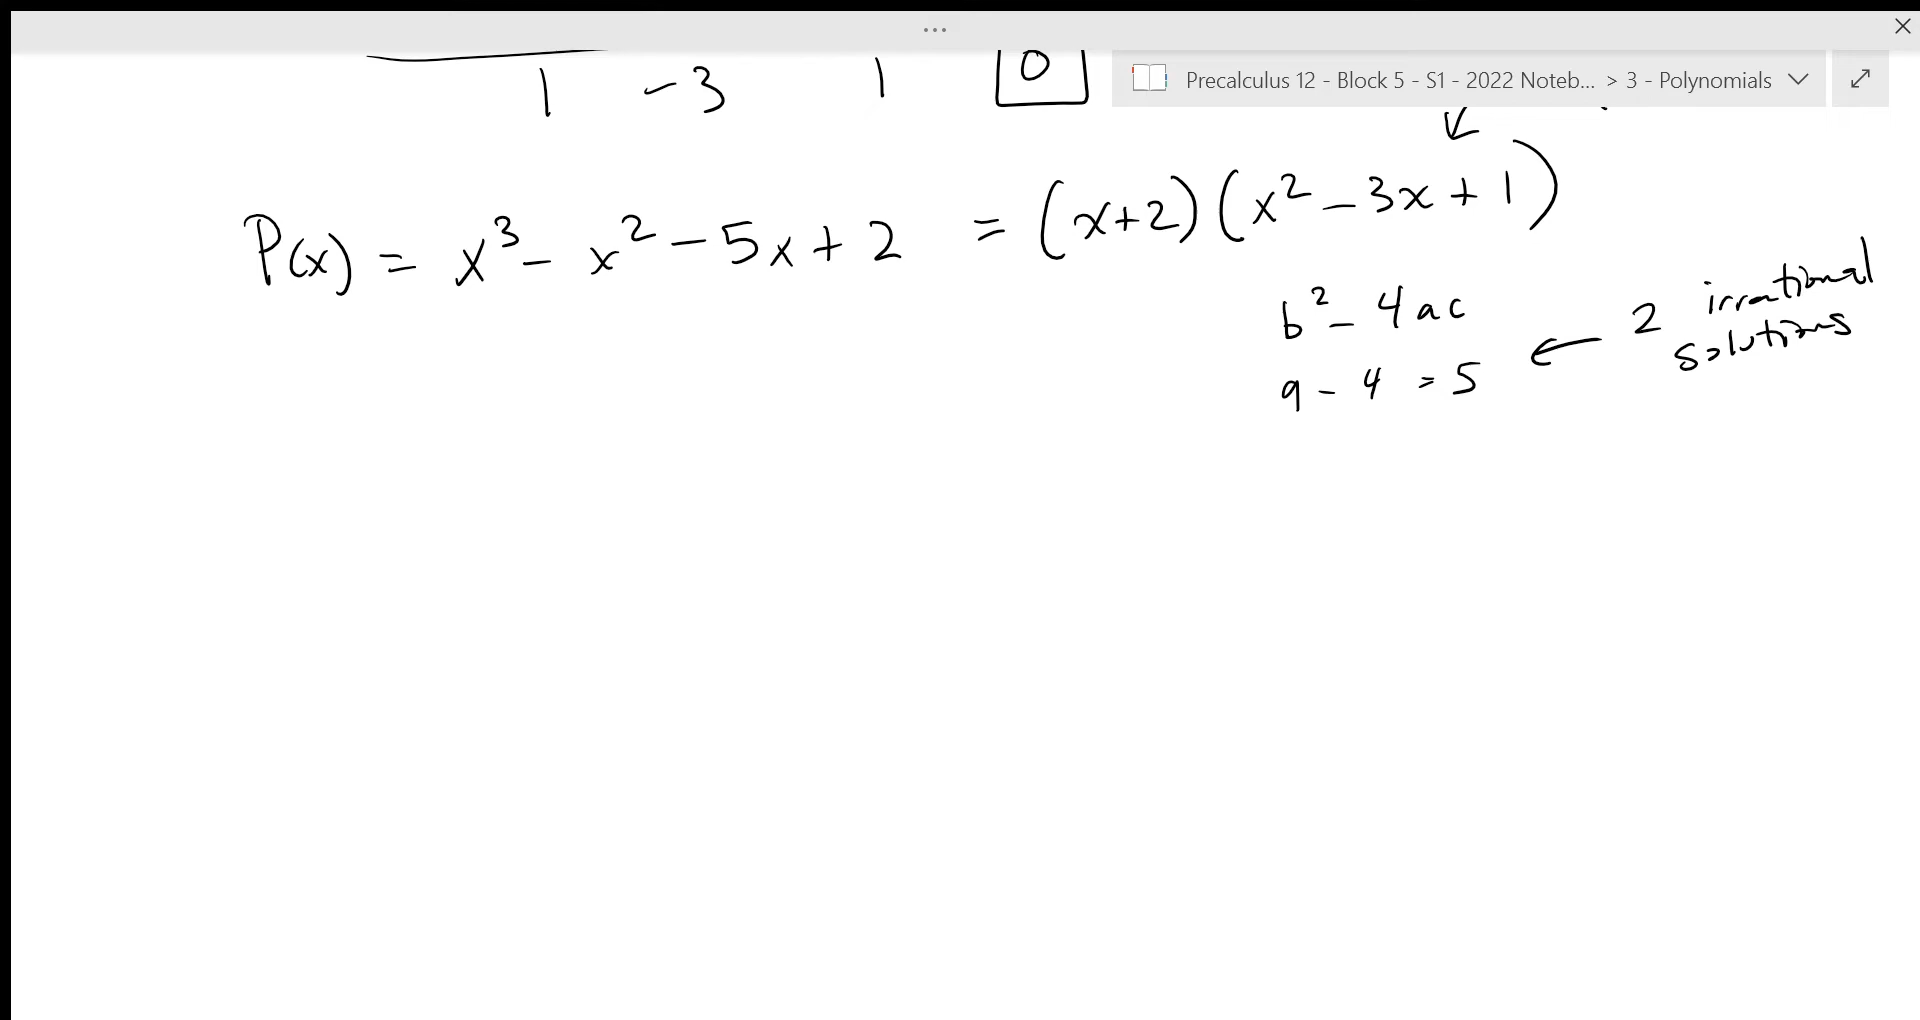 ...
1 -3 1 0
Precalculus 12 - Block 5 - S1 - 2022 Noteb... > 3 - Polynomials
P(x) = x³ - x² - 5x + 2 = (x+2)(x² - 3x + 1)
b² - 4ac
9 - 4 = 5 ← 2 irrational
solutions